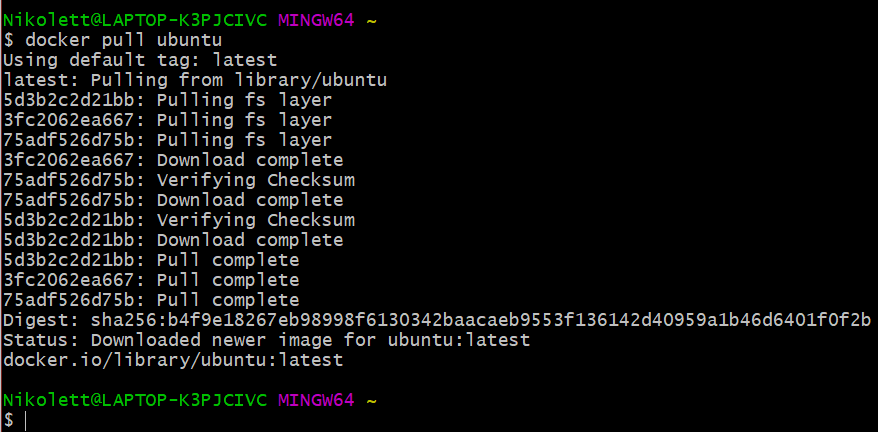 Nikolett@LAPTOP-K3PJCIVC MINGW64 ~
$ docker pull ubuntu
Using default tag: latest
latest: Pulling from library/ubuntu
5d3b2c2d21bb: Pulling fs layer
3fc2062ea667: Pulling fs layer
75adf526d75b: Pulling fs layer
3fc2062ea667: Download complete
75adf526d75b: Verifying Checksum
75adf526d75b: Download complete
5d3b2c2d21bb: Verifying Checksum
5d3b2c2d21bb: Download complete
5d3b2c2d21bb: Pull complete
3fc2062ea667: Pull complete
75adf526d75b: Pull complete
Digest: sha256:b4f9e18267eb98998f6130342baacaeb9553f136142d40959a1b46d6401f0f2b
Status: Downloaded newer image for ubuntu:latest
docker.io/library/ubuntu:latest
Nikolett@LAPTOP-K3PJCIVC MINGW64 ~
$